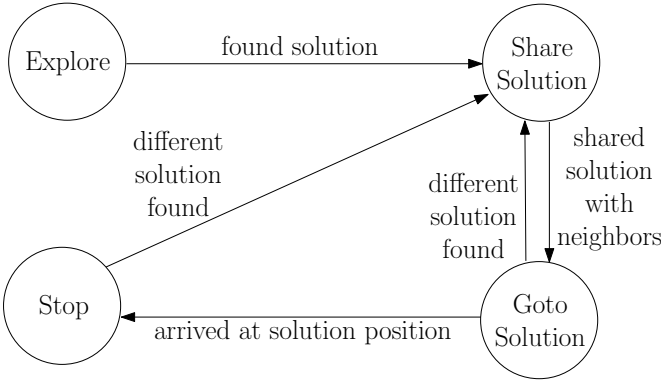 Explore
found solution
Share
Solution
different
solution
found
different
solution
found
shared
solution
with
neighbors
Stop
arrived at solution position
Goto
Solution